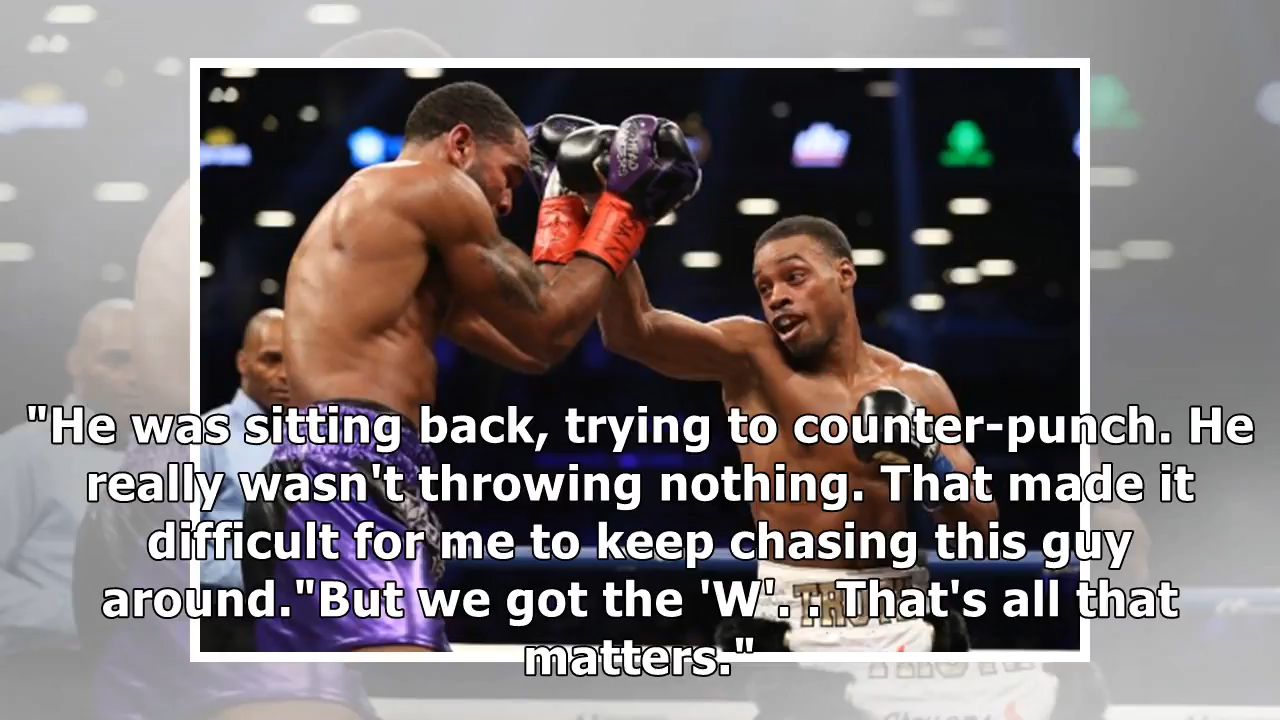 "He was sitting back, trying to counter-punch. He
really wasn't throwing nothing. That made it
difficult for me to keep chasing this guy
around."But we got the 'W'. . That's all that
matters."
TRUTH